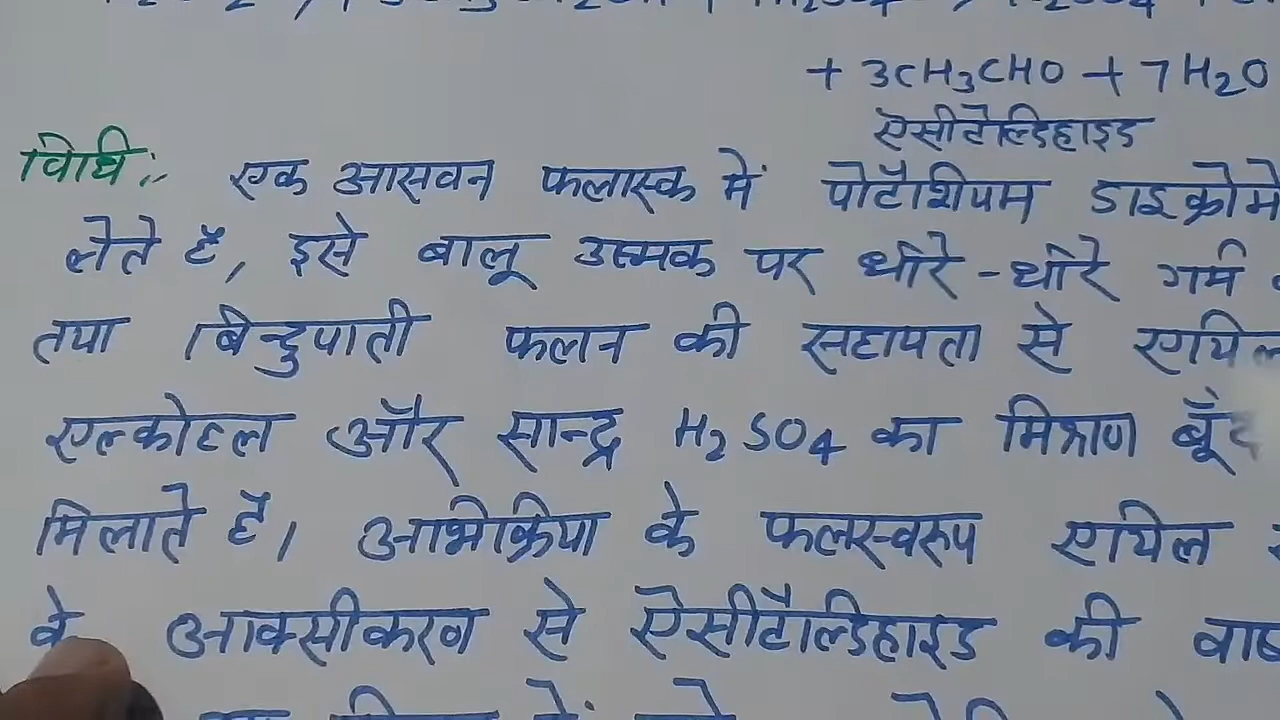 + 3CH₃CHO + 7H₂O
ऐसीटेल्डिहाइड
विधि:- एक आसवन फलास्क में पोटैशियम डाइक्रोमे
लेते हैं, इसे बालू उस्मक पर धीरे-धीरे गर्म
तथा बिन्दुपाती फलन की सहायता से एथिल
एल्कोहल और सान्द्र H₂SO₄ का मिश्रण बूँद
मिलाते हैं। अभिक्रिया के फलस्वरुप एथिल
के आक्सीकरण से ऐसीटैल्डिहाइड की वाष